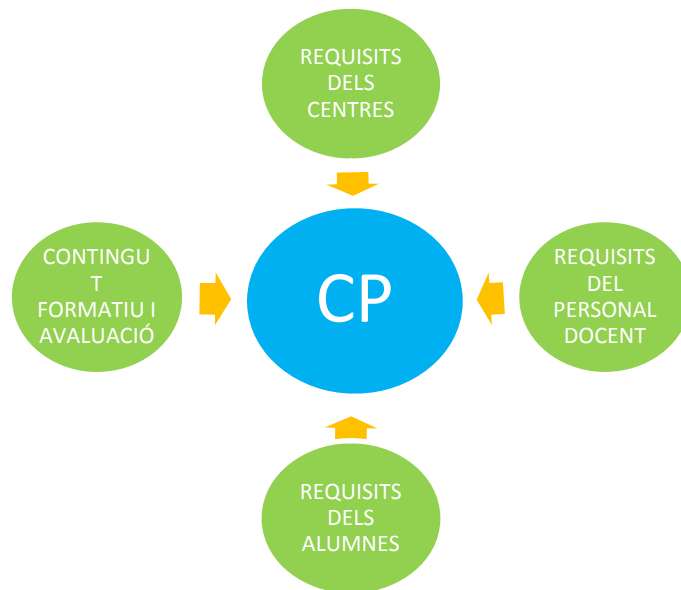 REQUISITS
DELS
CENTRES
CONTINGU
T
FORMATIU I
AVALUACIÓ
CP
REQUISITS
DEL
PERSONAL
DOCENT
REQUISITS
DELS
ALUMNES